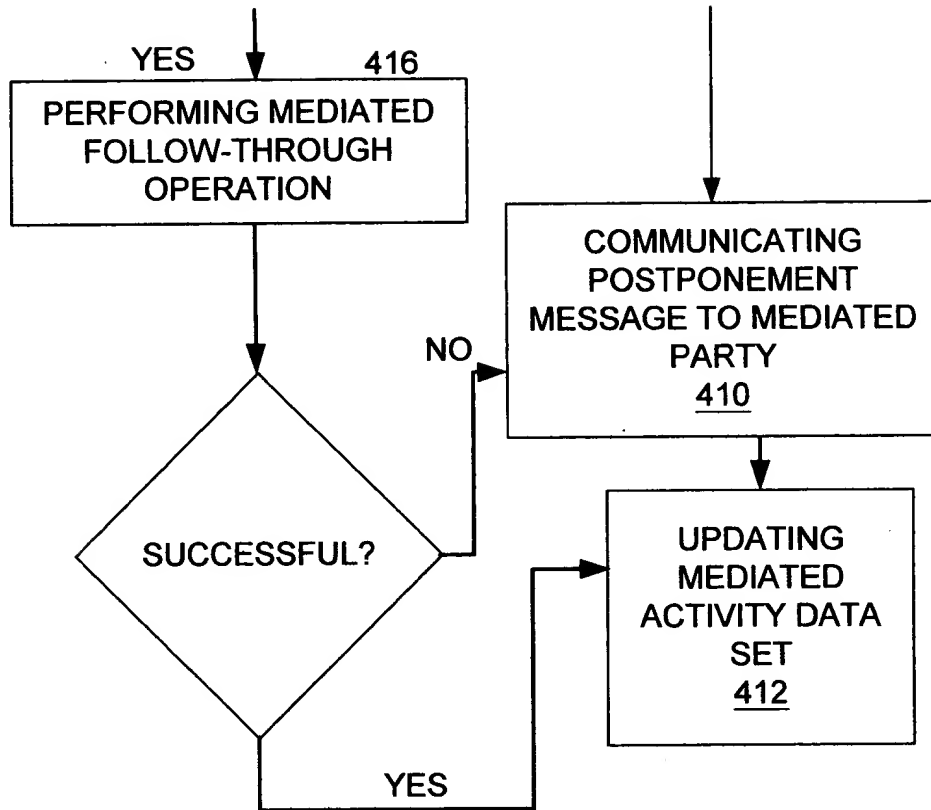 YES
416
PERFORMING MEDIATED
FOLLOW-THROUGH
OPERATION
COMMUNICATING
POSTPONEMENT
MESSAGE TO MEDIATED
PARTY
410
NO
SUCCESSFUL?
UPDATING
MEDIATED
ACTIVITY DATA
SET
412
YES